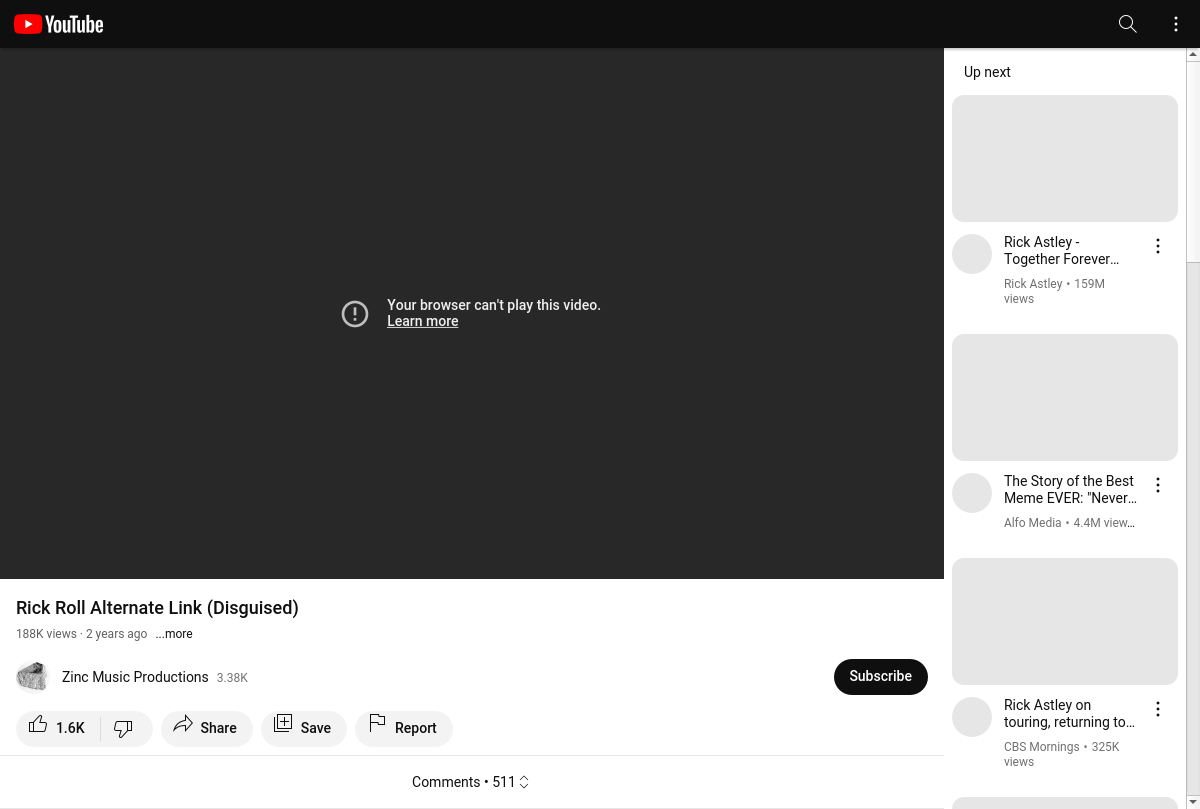 YouTube
Your browser can't play this video.
Learn more
Rick Roll Alternate Link (Disguised)
188K views · 2 years ago ...more
Zinc Music Productions 3.38K
Subscribe
1.6K
Share
Save
Report
Comments • 511
Up next
Rick Astley -
Together Forever...
Rick Astley • 159M
views
The Story of the Best
Meme EVER: "Never...
Alfo Media • 4.4M view...
Rick Astley on
touring, returning to...
CBS Mornings • 325K
views